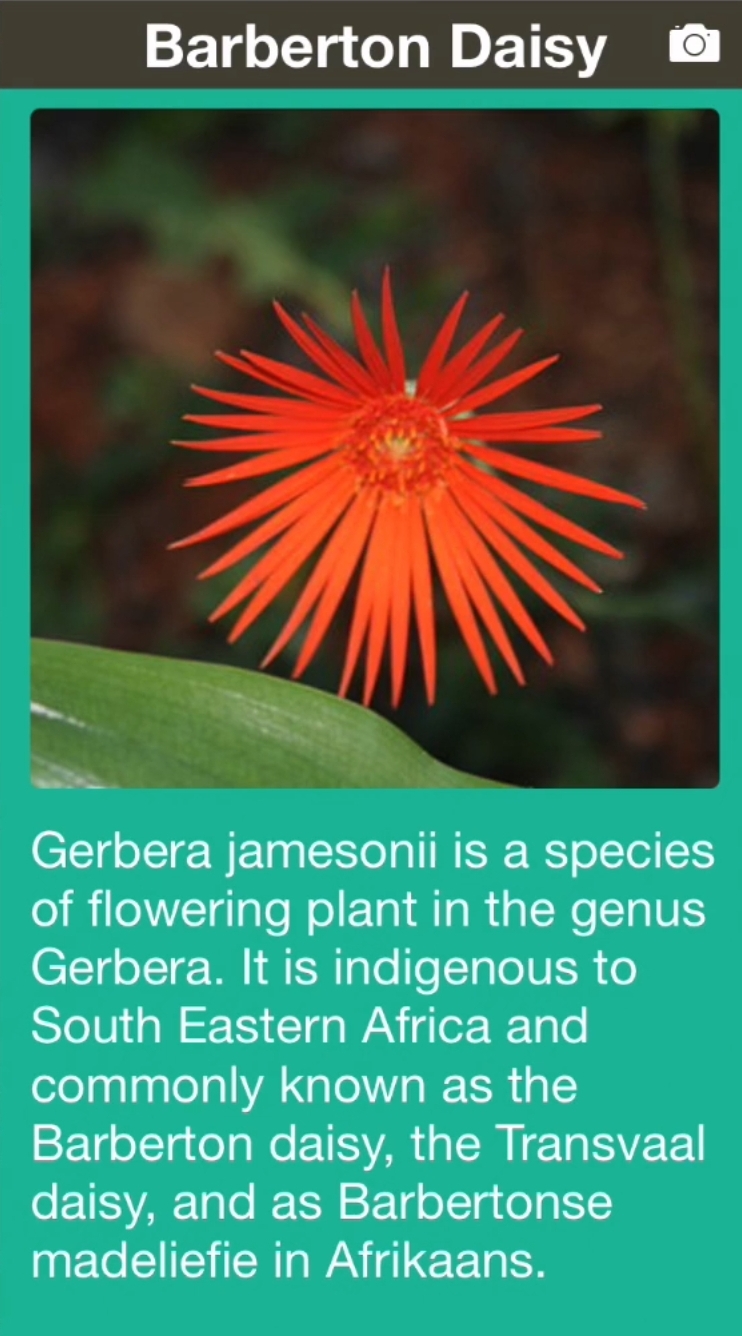 Barberton Daisy
Gerbera jamesonii is a species
of flowering plant in the genus
Gerbera. It is indigenous to
South Eastern Africa and
commonly known as the
Barberton daisy, the Transvaal
daisy, and as Barbertonse
madeliefie in Afrikaans.